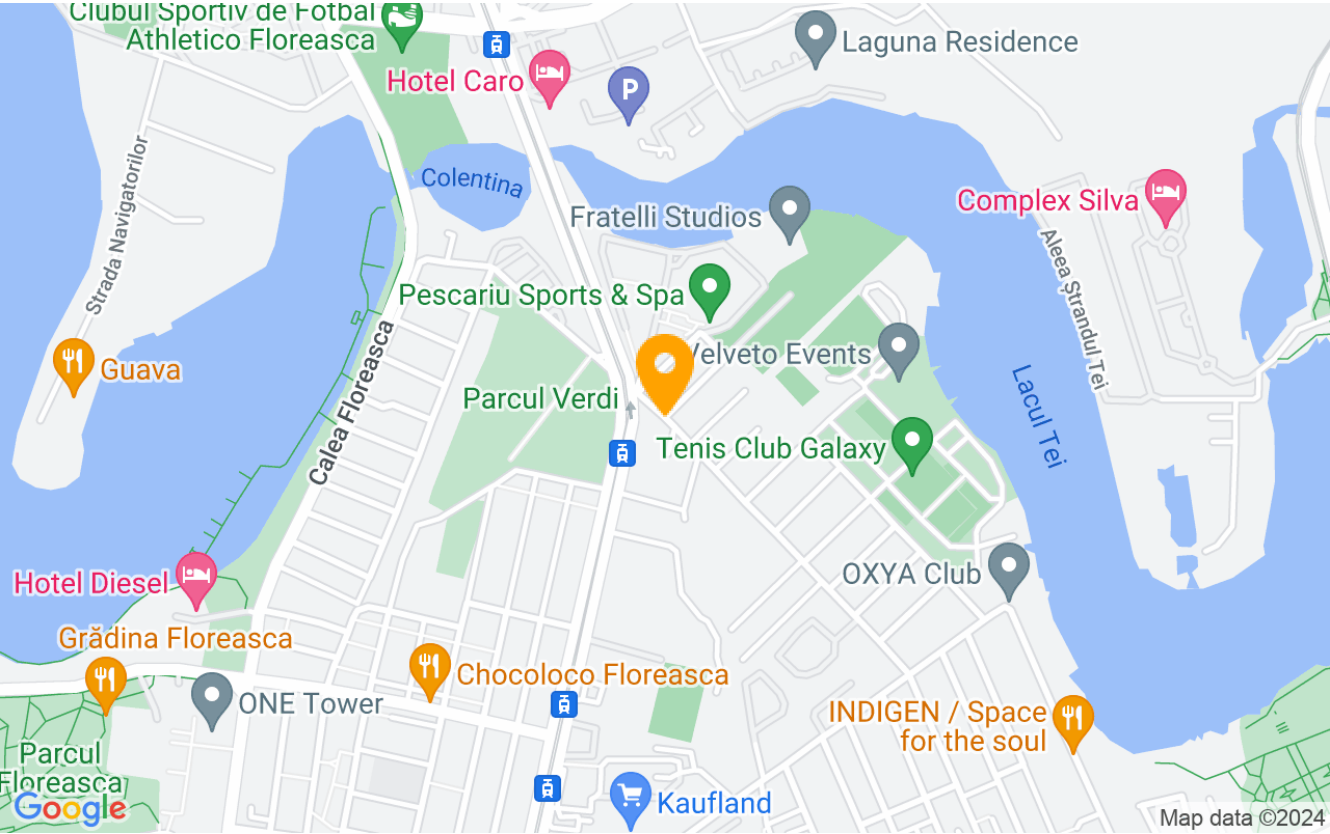 Clubul Sportiv de Fotbal
Athletico Floreasca
Laguna Residence
Hotel Caro
P
Strada Navigatorilor
Colentina
Fratelli Studios
Complex Silva
Aleea Ștrandul Tei
Pescariu Sports & Spa
Guava
Calea Floreasca
Velveto Events
Parcul Verdi
Lacul Tei
Tenis Club Galaxy
Hotel Diesel
OXYA Club
Grădina Floreasca
Chocoloco Floreasca
ONE Tower
INDIGEN / Space
for the soul
Parcul
Floreasca
Google
Kaufland
Map data ©2024